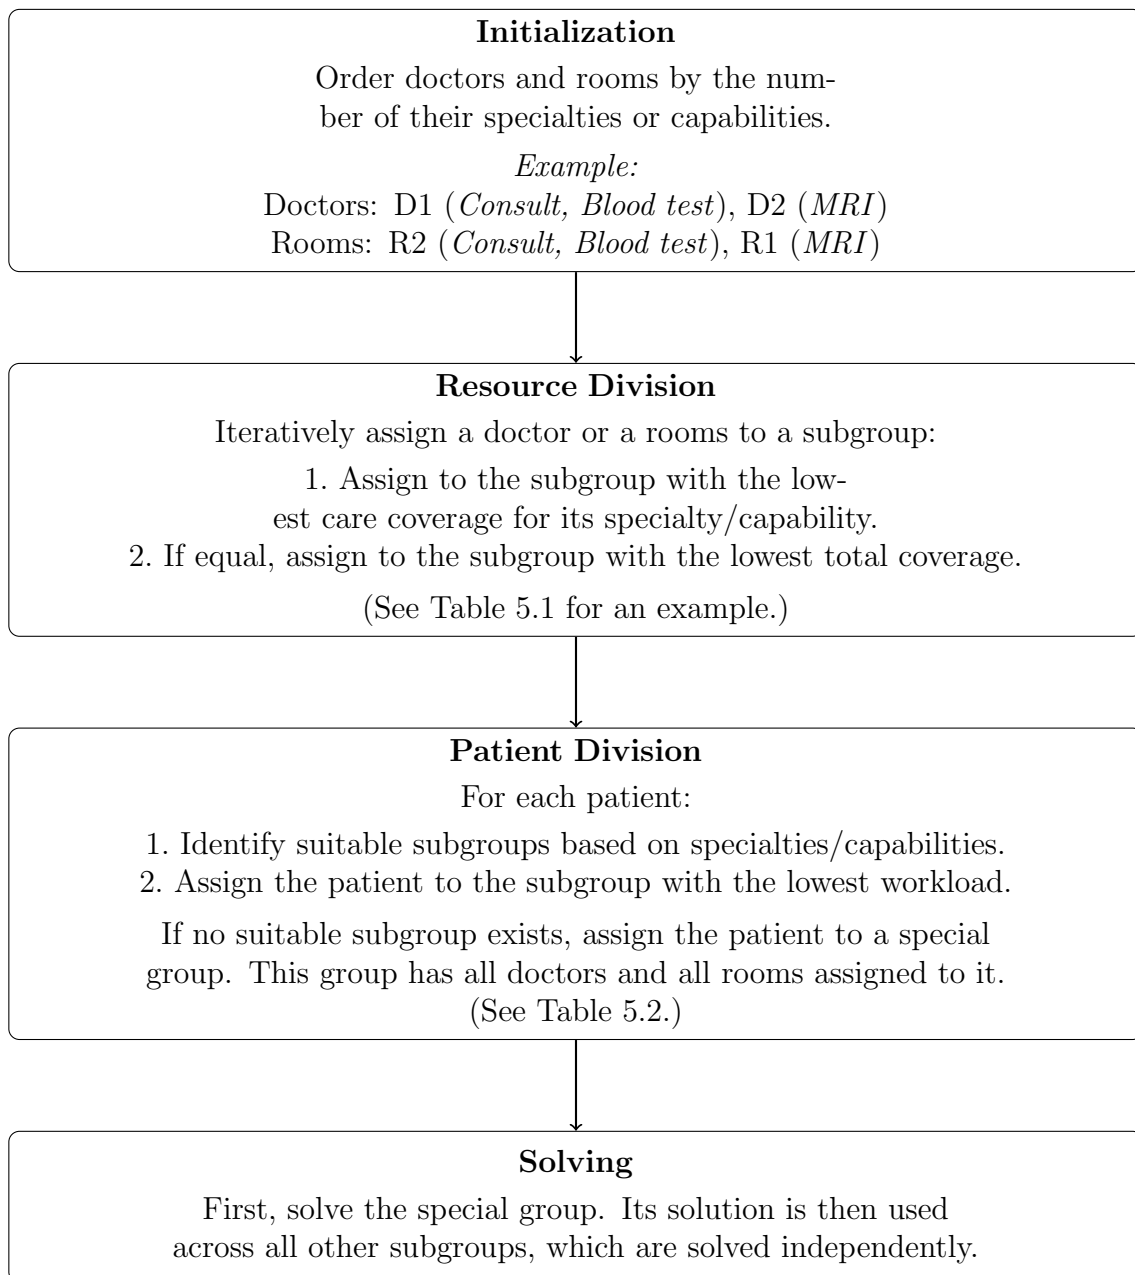 Initialization
Order doctors and rooms by the num-
ber of their specialties or capabilities.
Example:
Doctors: D1 (Consult, Blood test), D2 (MRI)
Rooms: R2 (Consult, Blood test), R1 (MRI)
Resource Division
Iteratively assign a doctor or a rooms to a subgroup:
1. Assign to the subgroup with the low-
est care coverage for its specialty/capability.
2. If equal, assign to the subgroup with the lowest total coverage.
(See Table 5.1 for an example.)
Patient Division
For each patient:
1. Identify suitable subgroups based on specialties/capabilities.
2. Assign the patient to the subgroup with the lowest workload.
If no suitable subgroup exists, assign the patient to a special
group. This group has all doctors and all rooms assigned to it.
(See Table 5.2.)
Solving
First, solve the special group. Its solution is then used
across all other subgroups, which are solved independently.